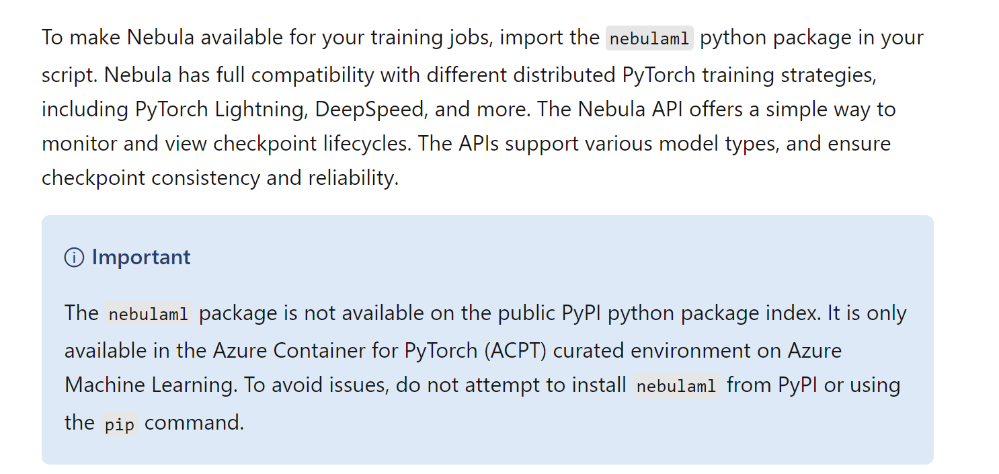 To make Nebula available for your training jobs, import the nebulaml python package in your
script. Nebula has full compatibility with different distributed PyTorch training strategies,
including PyTorch Lightning, DeepSpeed, and more. The Nebula API offers a simple way to
monitor and view checkpoint lifecycles. The APIs support various model types, and ensure
checkpoint consistency and reliability.
Important
The nebulaml package is not available on the public PyPI python package index. It is only
available in the Azure Container for PyTorch (ACPT) curated environment on Azure
Machine Learning. To avoid issues, do not attempt to install nebulaml from PyPI or using
the pip command.